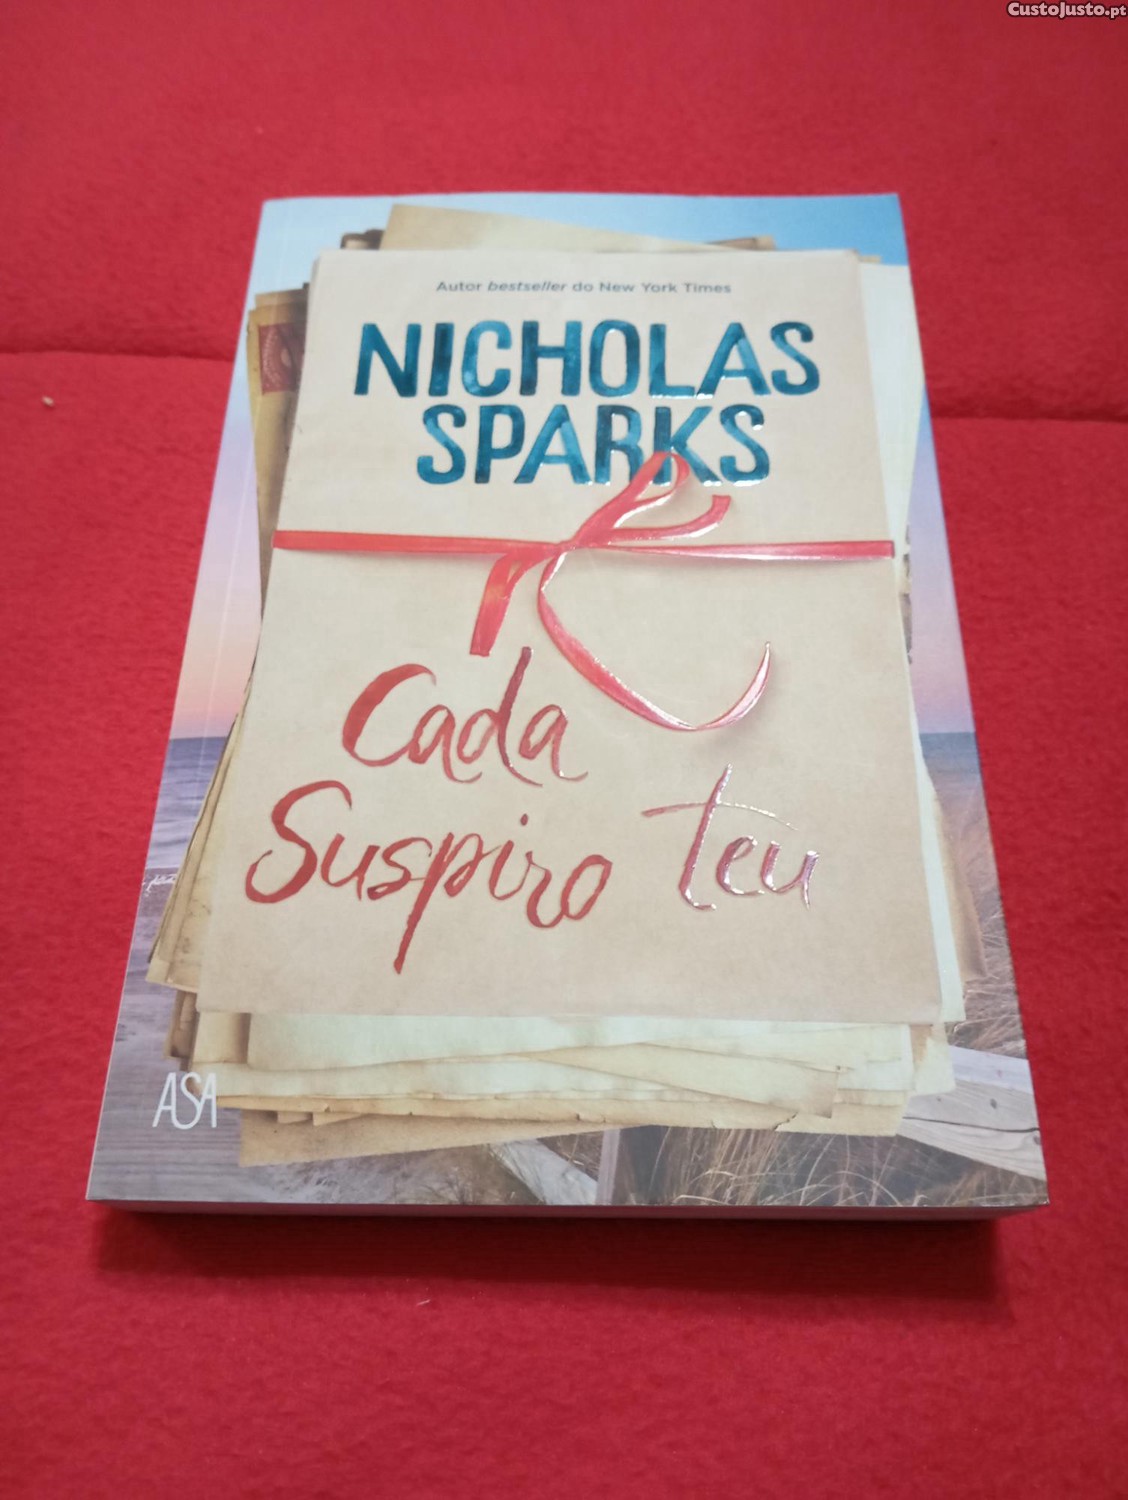 CustoJusto.pt
Autor bestseller do New York Times
NICHOLAS
SPARKS
Cada
Suspiro teu
ASA